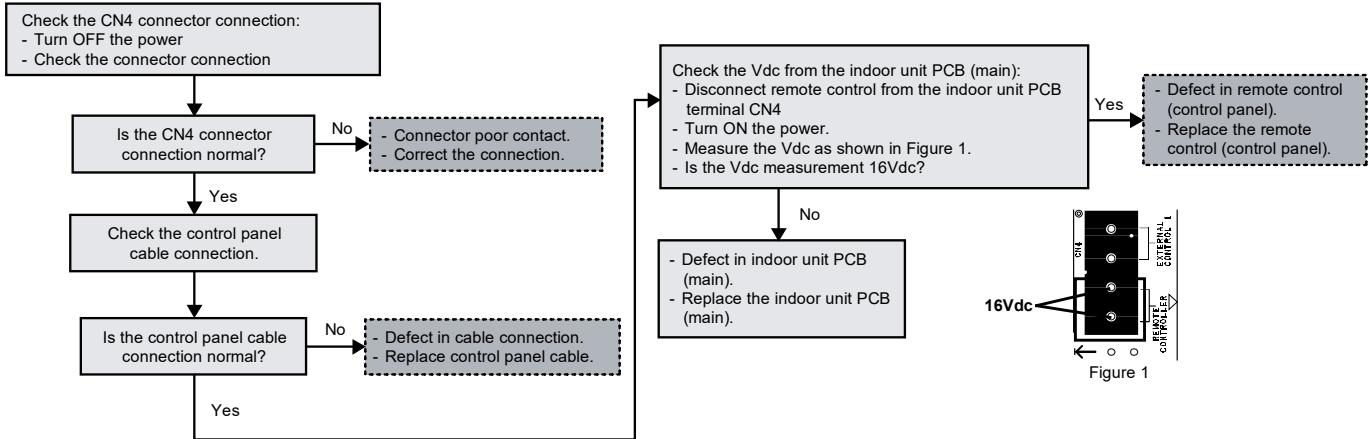 Check the CN4 connector connection:
- Turn OFF the power
- Check the connector connection
Is the CN4 connector
connection normal?
No
- Connector poor contact.
- Correct the connection.
Yes
Check the control panel
cable connection.
Is the control panel cable
connection normal?
No
- Defect in cable connection.
- Replace control panel cable.
Yes
Check the Vdc from the indoor unit PCB (main):
- Disconnect remote control from the indoor unit PCB
terminal CN4
- Turn ON the power.
- Measure the Vdc as shown in Figure 1.
- Is the Vdc measurement 16Vdc?
Yes
- Defect in remote control
(control panel).
- Replace the remote
control (control panel).
No
- Defect in indoor unit PCB
(main).
- Replace the indoor unit PCB
(main).
CN4
EXTERNAL
CONTROL
16Vdc
REMOTE
CONTROLLER
Figure 1